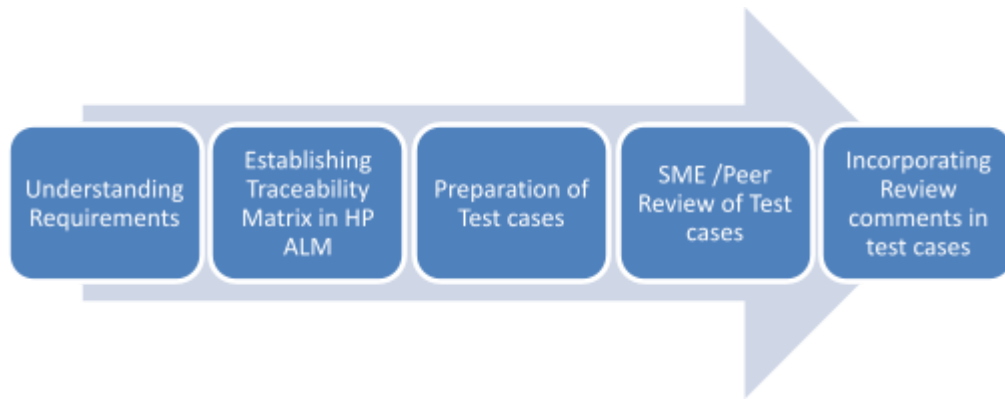 Understanding
Requirements
Establishing
Traceability
Matrix in HP
ALM
Preparation of
Test cases
SME /Peer
Review of Test
cases
Incorporating
Review
comments in
test cases